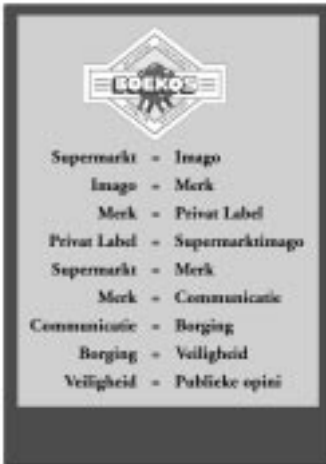 BOEKOS
Supermarkt = Imago
Imago = Merk
Merk = Privat Label
Privat Label = Supermarktimago
Supermarkt = Merk
Merk = Communicatie
Communicatie = Borging
Borging = Veiligheid
Veiligheid = Publieke opini